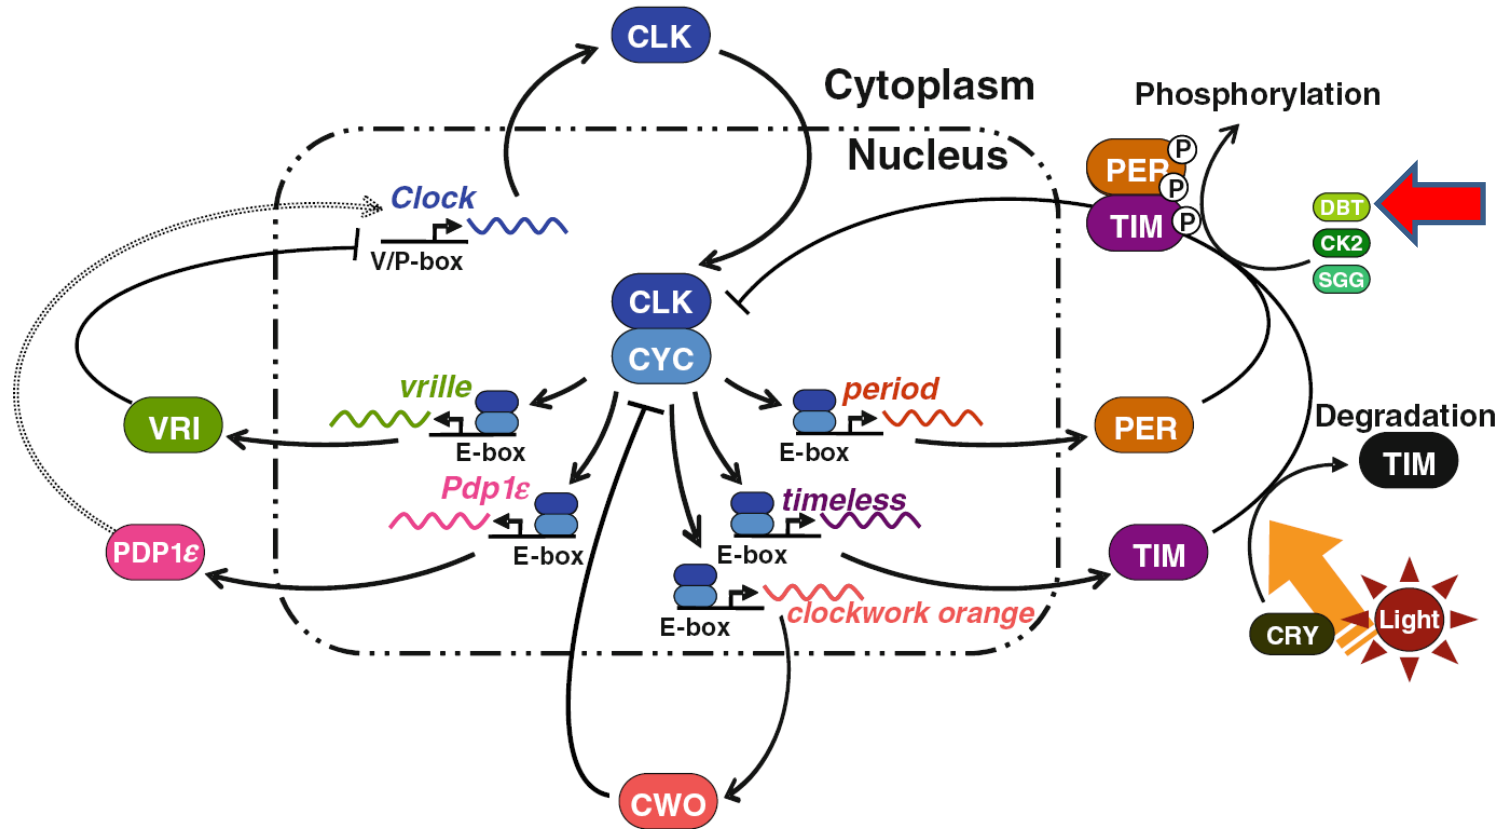 CLK
Cytoplasm
Phosphorylation
Nucleus
PER
P
P
TIM
P
DBT
CK2
SGG
Clock
V/P-box
CLK
CYC
vrille
E-box
VRI
period
E-box
PER
Degradation
TIM
Pdp1ε
E-box
PDP1ε
timeless
E-box
TIM
clockwork orange
E-box
CRY
Light
CWO